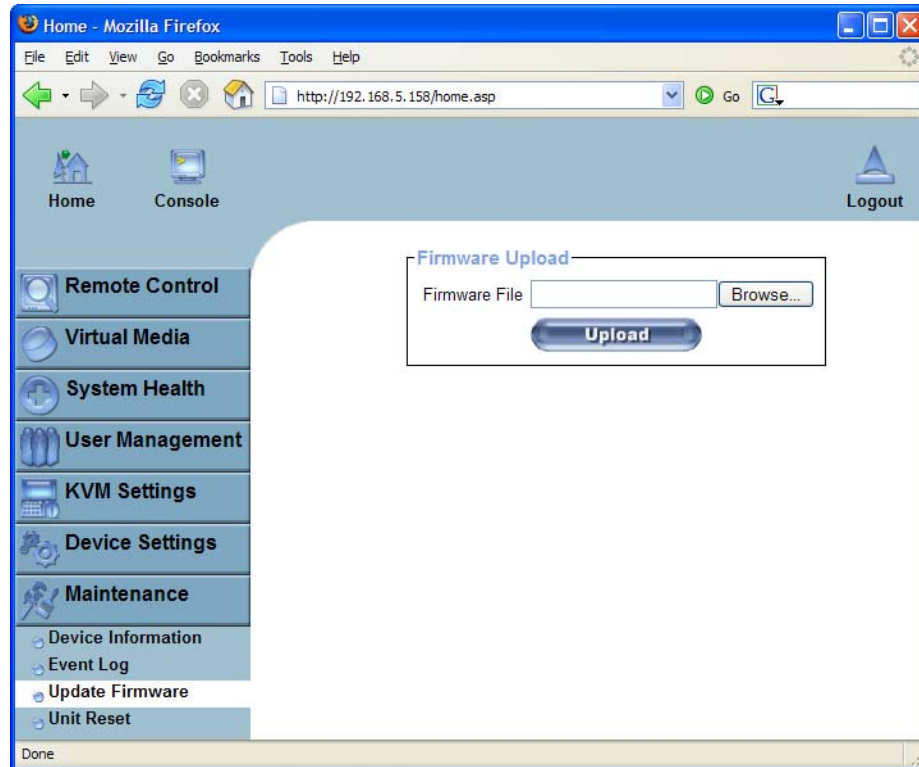 Home - Mozilla Firefox
File Edit View Go Bookmarks Tools Help
http://192.168.5.158/home.asp Go G
Home Console Logout
Remote Control
Virtual Media
System Health
User Management
KVM Settings
Device Settings
Maintenance
Device Information
Event Log
Update Firmware
Unit Reset
Firmware Upload
Firmware File Browse...
Upload
Done